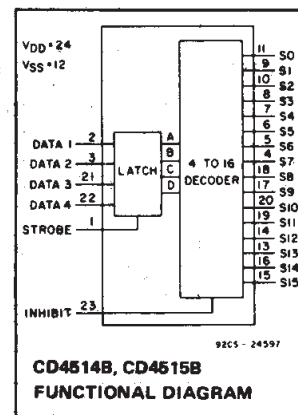 VDD = 24
VSS = 12
DATA 1 2
DATA 2 3
DATA 3 21
DATA 4 22
STROBE 1
INHIBIT 23
LATCH
A
B
C
D
4 TO 16
DECODER
11 S0
9 S1
10 S2
8 S3
7 S4
6 S5
5 S6
4 S7
18 S8
17 S9
20 S10
19 S11
14 S12
13 S13
16 S14
15 S15
92CS - 24597
CD4514B, CD4515B
FUNCTIONAL DIAGRAM